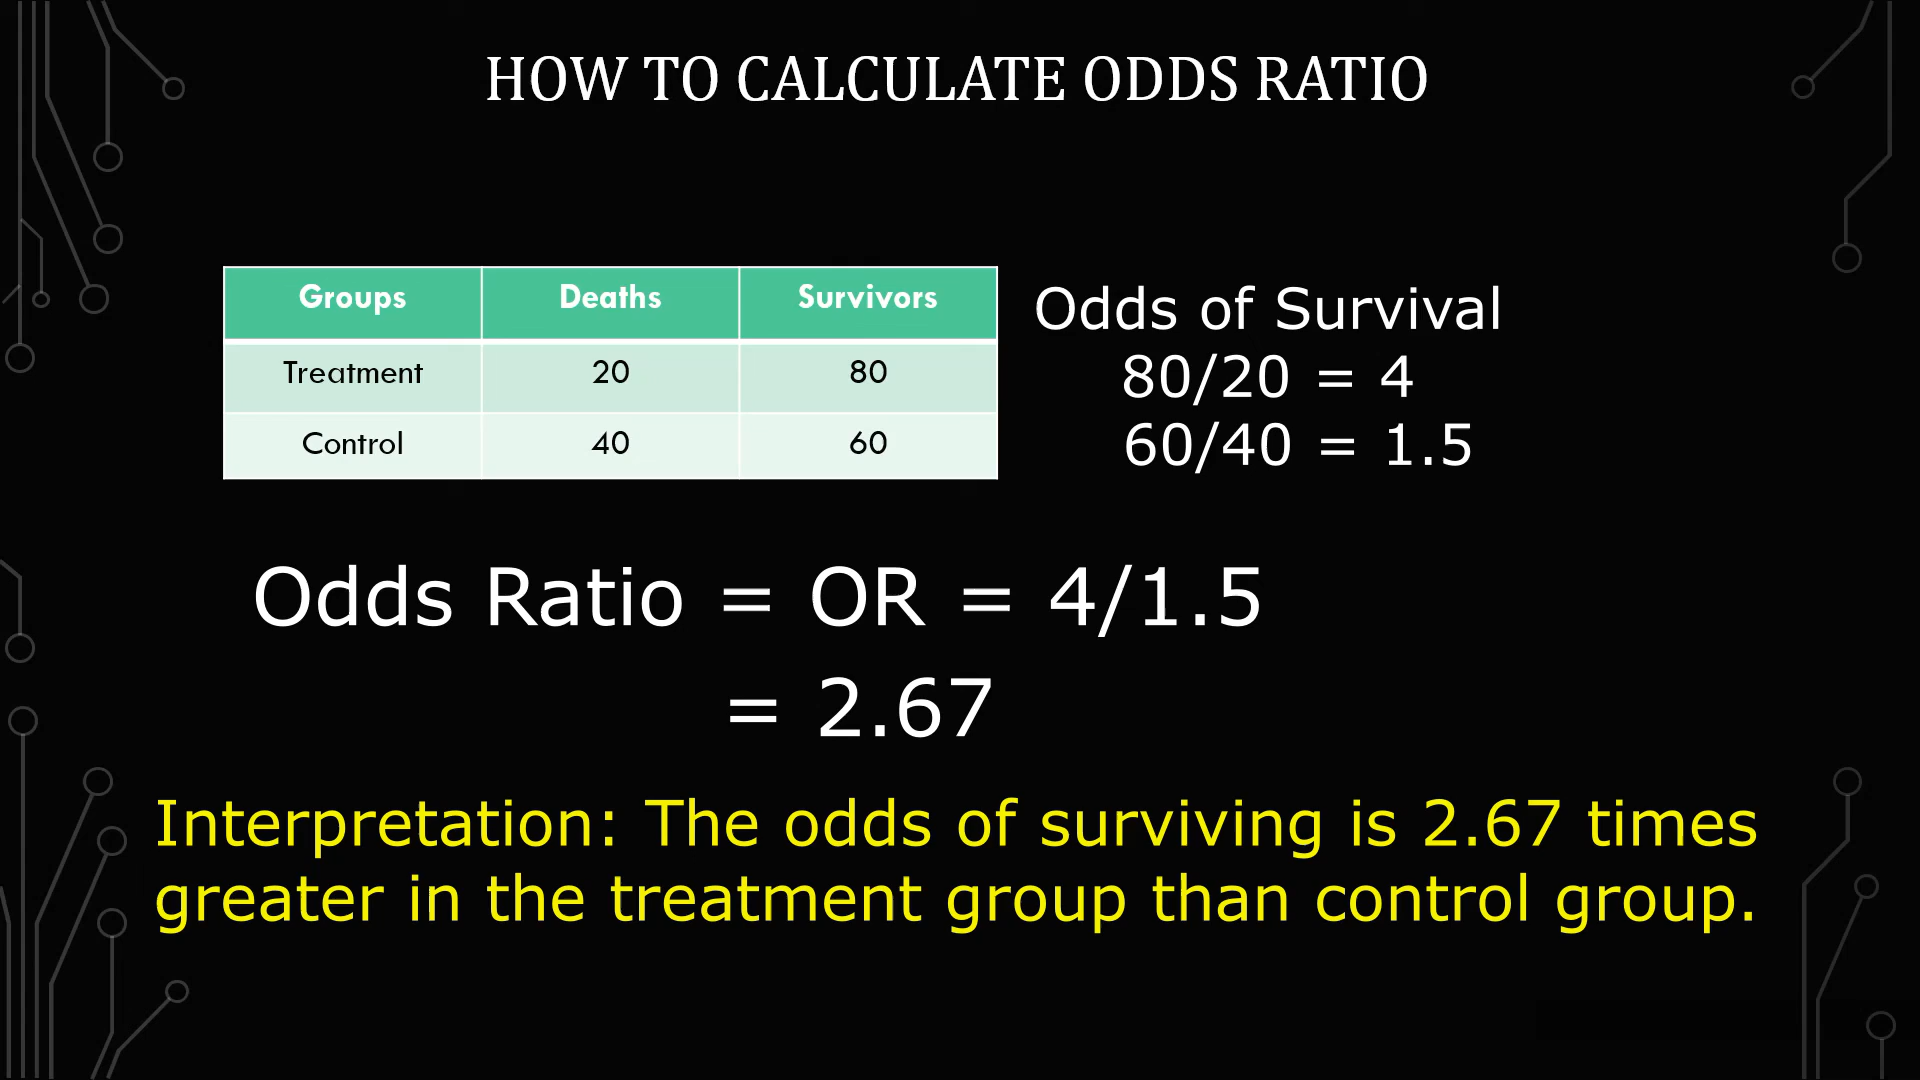 HOW TO CALCULATE ODDS RATIO
Groups Deaths Survivors
Treatment 20 80
Control 40 60
Odds of Survival
80/20 = 4
60/40 = 1.5
Odds Ratio = OR = 4/1.5
= 2.67
Interpretation: The odds of surviving is 2.67 times
greater in the treatment group than control group.